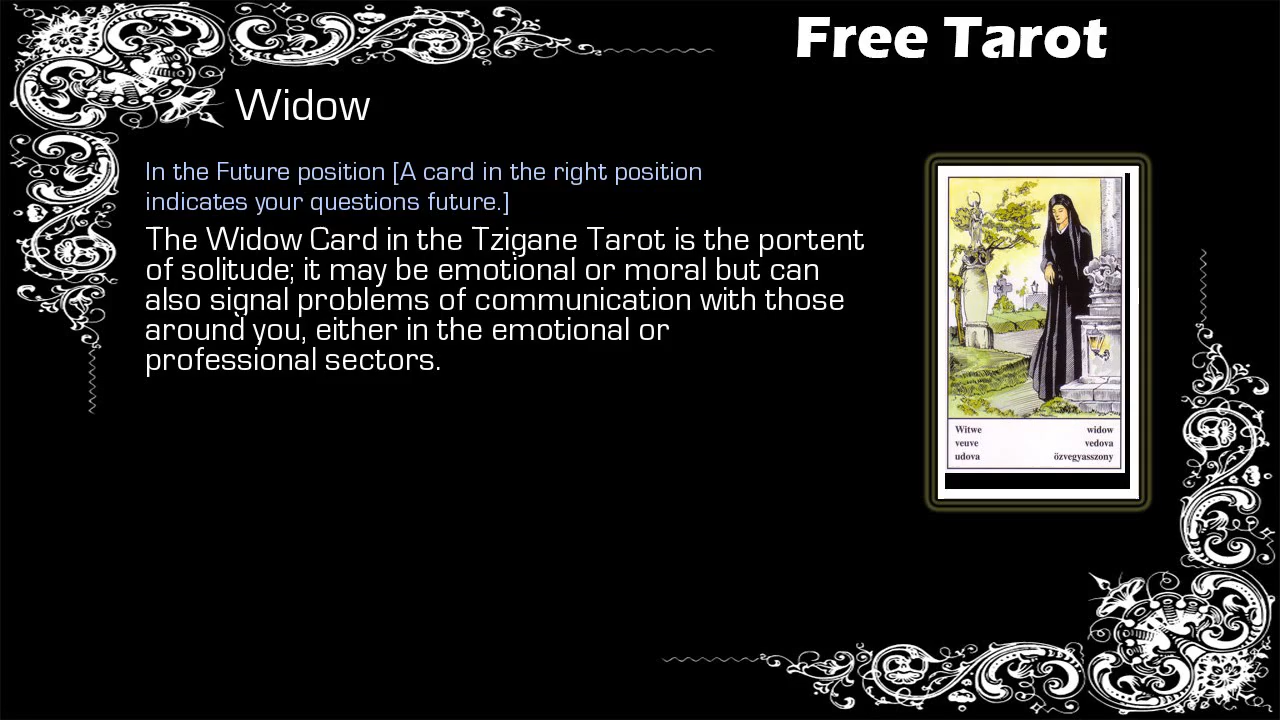 Free Tarot
Widow
In the Future position [A card in the right position
indicates your questions future.]
The Widow Card in the Tzigane Tarot is the portent
of solitude; it may be emotional or moral but can
also signal problems of communication with those
around you, either in the emotional or
professional sectors.
Witwe widow
veuve vedova
udova özvegyasszony